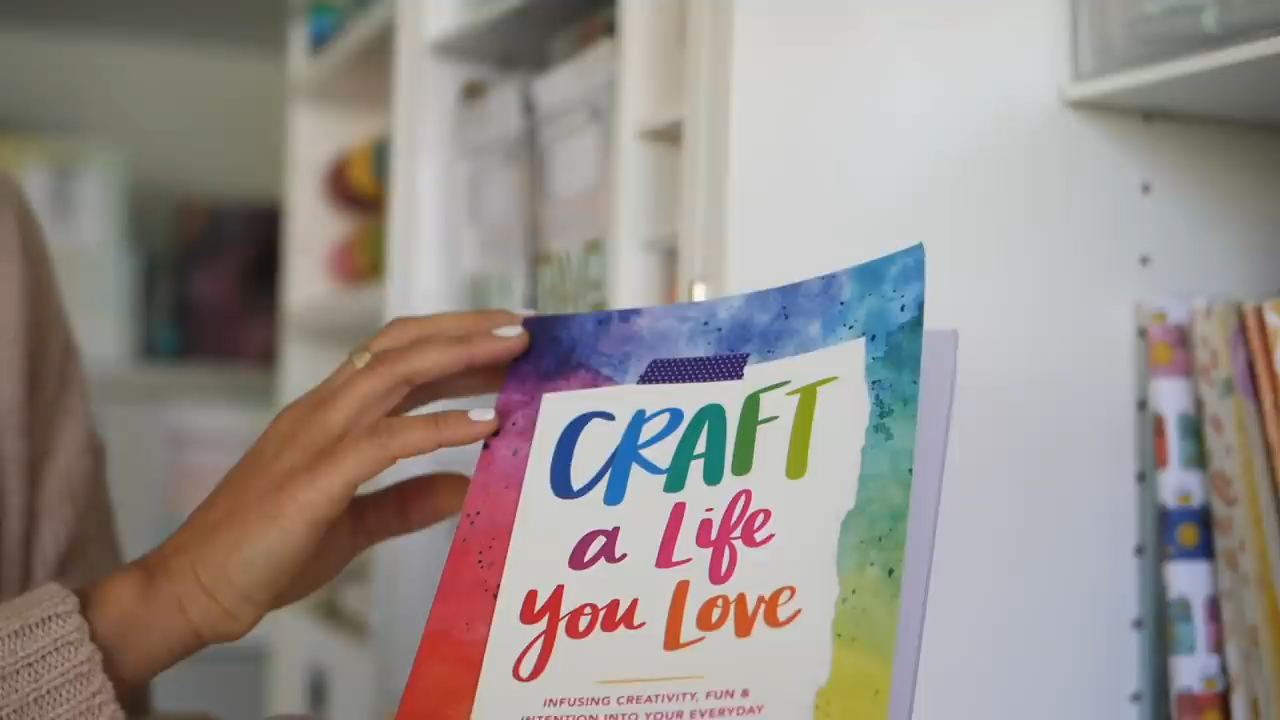 CRAFT
a Life
you Love
INFUSING CREATIVITY, FUN &
INTENTION INTO YOUR EVERYDAY